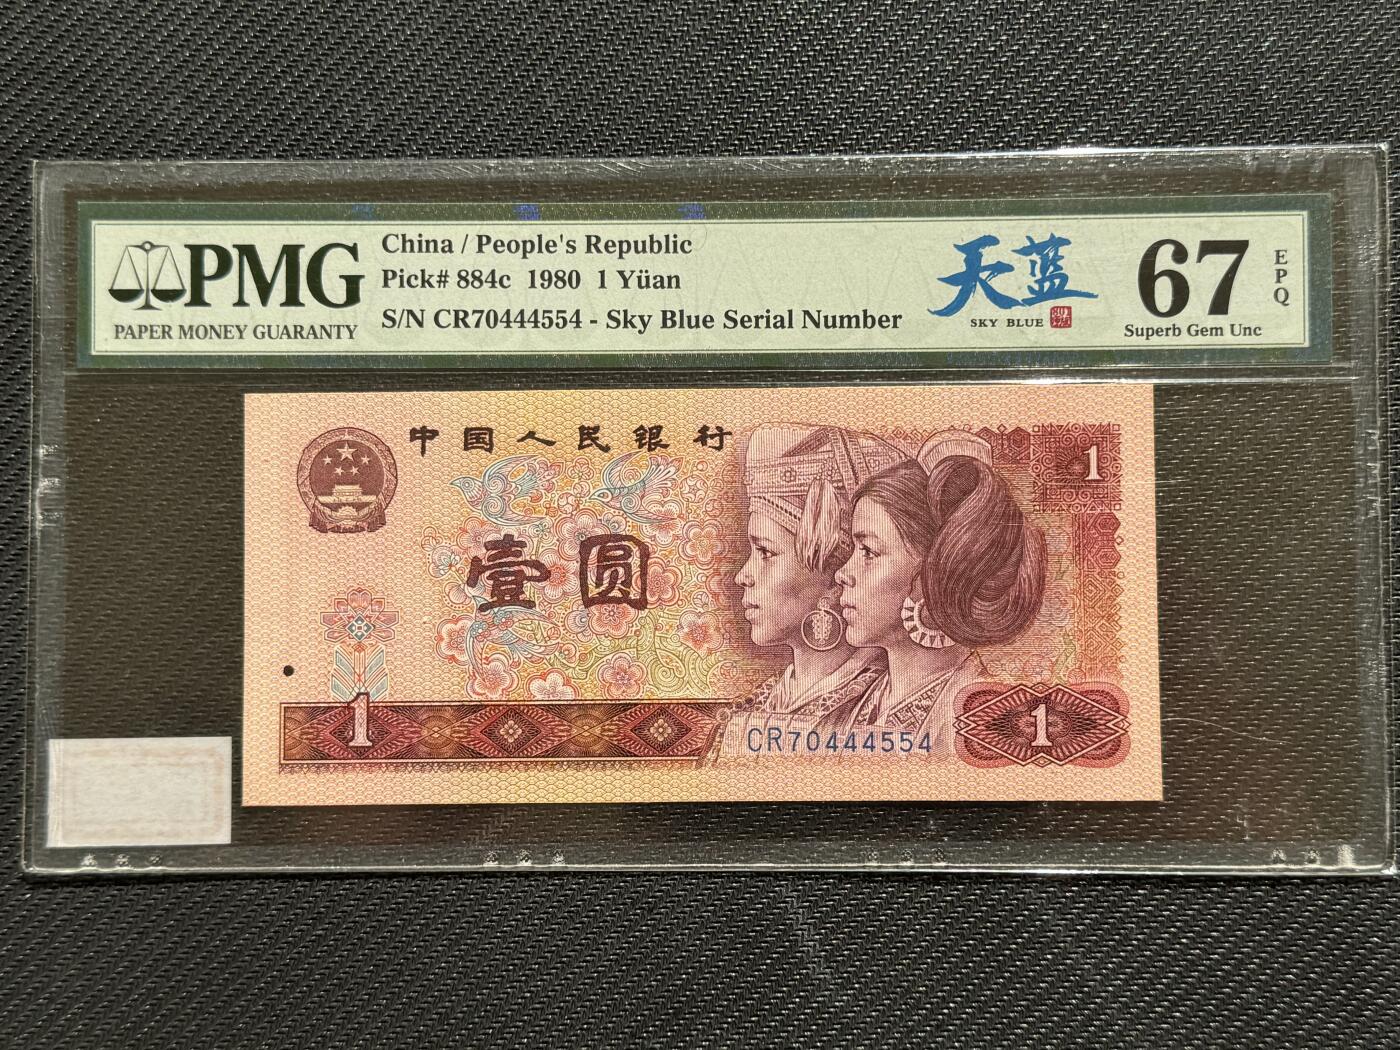 PMG
PAPER MONEY GUARANTY
China / People's Republic
Pick# 884c 1980 1 Yüan
S/N CR70444554 - Sky Blue Serial Number
天蓝
SKY BLUE
67
Superb Gem Unc
EPQ
中国人民银行
1
壹圆
1
CR70444554
1